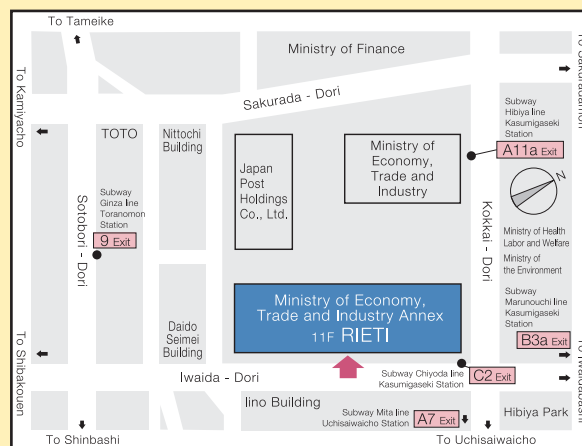 To Tameike
Ministry of Finance
To Kamiyacho
Sakurada - Dori
TOTO
Nittochi
Building
Japan
Post
Holdings
Co., Ltd.
Ministry of
Economy,
Trade and
Industry
Subway
Hibiya line
Kasumigaseki
Station
A11a Exit
N
Subway
Ginza line
Toranomon
Station
9 Exit
Sotobori - Dori
Kokkai - Dori
Ministry of Health
Labor and Welfare
Ministry of
the Environment
Subway
Marunouchi line
Kasumigaseki
Station
B3a Exit
Ministry of Economy,
Trade and Industry Annex
11F RIETI
Daido
Seimei
Building
To Shibakouen
Iwaida - Dori
Subway Chiyoda line
Kasumigaseki Station
C2 Exit
Iino Building
Subway Mita line
Uchisaiwaicho Station
A7 Exit
Hibiya Park
To Shinbashi
To Uchisaiwaicho